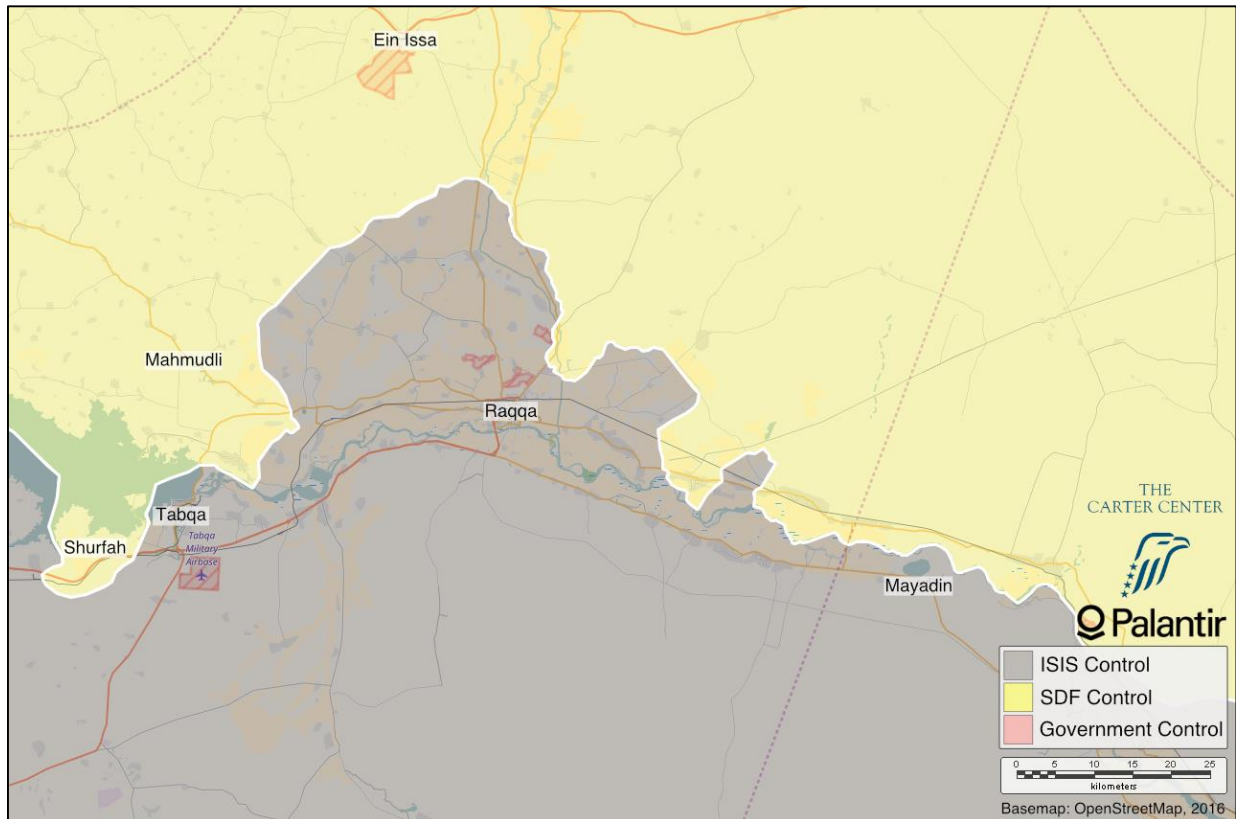 Ein Issa
Mahmudli
Raqqa
Tabqa
Tabqa
Military
Airbase
Shurfah
Mayadin
THE
CARTER CENTER
Palantir
ISIS Control
SDF Control
Government Control
0 5 10 15 20 25
kilometers
Basemap: OpenStreetMap, 2016